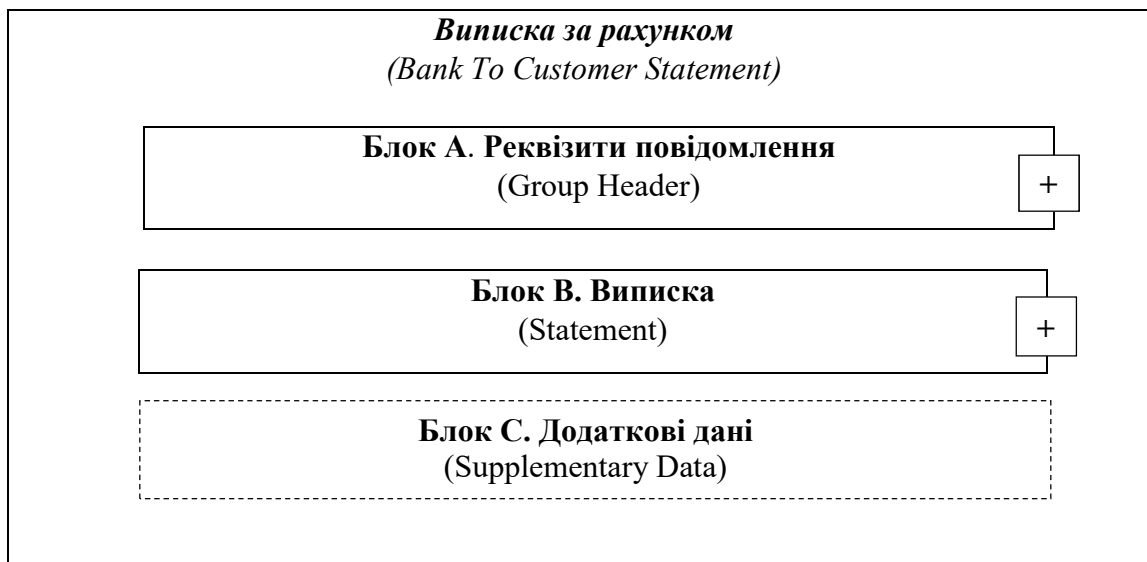 Виписка за рахунком
(Bank To Customer Statement)
Блок А. Реквізити повідомлення
(Group Header)
+
Блок В. Виписка
(Statement)
+
Блок С. Додаткові дані
(Supplementary Data)